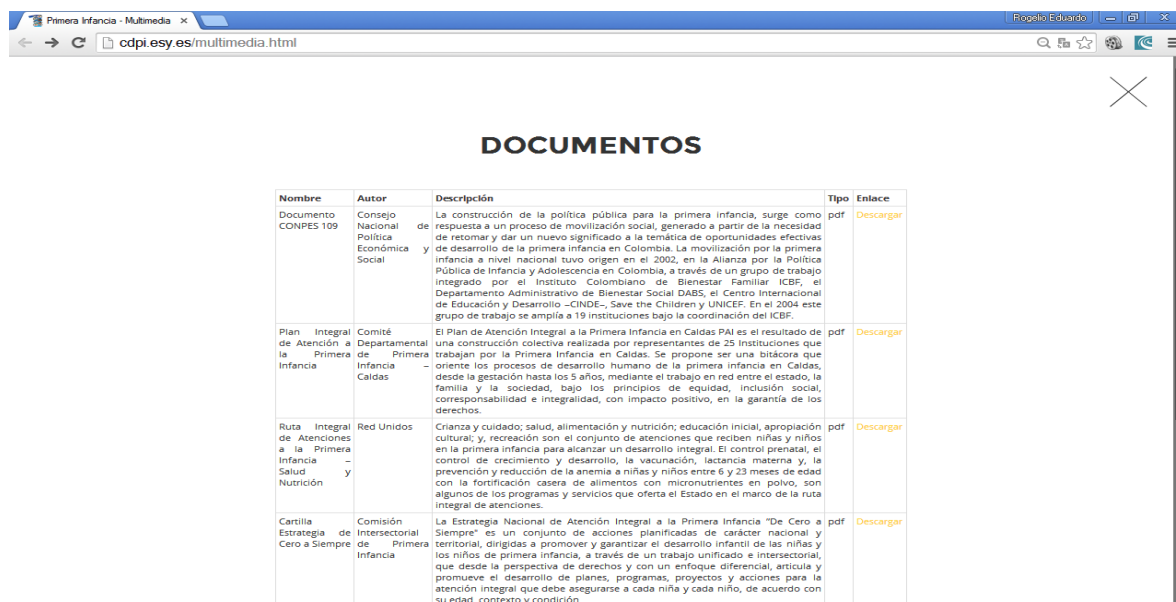 Primera Infancia - Multimedia
Rogelio Eduardo
cdpi.esy.es/multimedia.html
DOCUMENTOS
Nombre Autor Descripción Tipo Enlace
Documento CONPES 109
Consejo Nacional de Política Económica y Social
La construcción de la política pública para la primera infancia, surge como
respuesta a un proceso de movilización social, generado a partir de la necesidad
de retomar y dar un nuevo significado a la temática de oportunidades efectivas
de desarrollo de la primera infancia en Colombia. La movilización por la primera
infancia a nivel nacional tuvo origen en el 2002, en la Alianza por la Política
Pública de Infancia y Adolescencia en Colombia, a través de un grupo de trabajo
integrado por el Instituto Colombiano de Bienestar Familiar ICBF, el
Departamento Administrativo de Bienestar Social DABS, el Centro Internacional
de Educación y Desarrollo –CINDE–, Save the Children y UNICEF. En el 2004 este
grupo de trabajo se amplía a 19 instituciones bajo la coordinación del ICBF.
pdf Descargar
Plan Integral de Atención a la Primera Infancia
Comité Departamental de Primera Infancia – Caldas
El Plan de Atención Integral a la Primera Infancia en Caldas PAI es el resultado de
una construcción colectiva realizada por representantes de 25 Instituciones que
trabajan por la Primera Infancia en Caldas. Se propone ser una bitácora que
oriente los procesos de desarrollo humano de la primera infancia en Caldas,
desde la gestación hasta los 5 años, mediante el trabajo en red entre el estado, la
familia y la sociedad, bajo los principios de equidad, inclusión social,
corresponsabilidad e integralidad, con impacto positivo, en la garantía de los
derechos.
pdf Descargar
Ruta Integral de Atenciones a la Primera Infancia – Salud y Nutrición
Red Unidos
Crianza y cuidado; salud, alimentación y nutrición; educación inicial, apropiación
cultural; y, recreación son el conjunto de atenciones que reciben niñas y niños
en la primera infancia para alcanzar un desarrollo integral. El control prenatal, el
control de crecimiento y desarrollo, la vacunación, lactancia materna y, la
prevención y reducción de la anemia a niñas y niños entre 6 y 23 meses de edad
con la fortificación casera de alimentos con micronutrientes en polvo, son
algunos de los programas y servicios que oferta el Estado en el marco de la ruta
integral de atenciones.
pdf Descargar
Cartilla Estrategia de Cero a Siempre
Comisión Intersectorial de Primera Infancia
La Estrategia Nacional de Atención Integral a la Primera Infancia "De Cero a
Siempre" es un conjunto de acciones planificadas de carácter nacional y
territorial, dirigidas a promover y garantizar el desarrollo infantil de las niñas y
los niños de primera infancia, a través de un trabajo unificado e intersectorial,
que desde la perspectiva de derechos y con un enfoque diferencial, articula y
promueve el desarrollo de planes, programas, proyectos y acciones para la
atención integral que debe asegurarse a cada niña y cada niño, de acuerdo con
su edad, contexto y condición
pdf Descargar